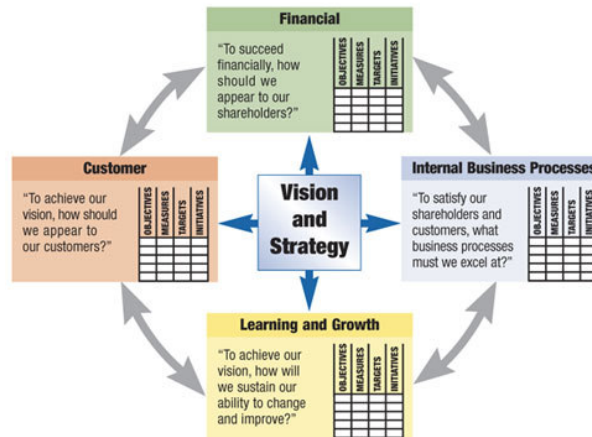 Financial
“To succeed
financially, how
should we
appear to our
shareholders?”
OBJECTIVES
MEASURES
TARGETS
INITIATIVES
Customer
“To achieve our
vision, how should
we appear to
our customers?”
OBJECTIVES
MEASURES
TARGETS
INITIATIVES
Vision
and
Strategy
Internal Business Processes
“To satisfy our
shareholders and
customers, what
business processes
must we excel at?”
OBJECTIVES
MEASURES
TARGETS
INITIATIVES
Learning and Growth
“To achieve our
vision, how will
we sustain our
ability to change
and improve?”
OBJECTIVES
MEASURES
TARGETS
INITIATIVES